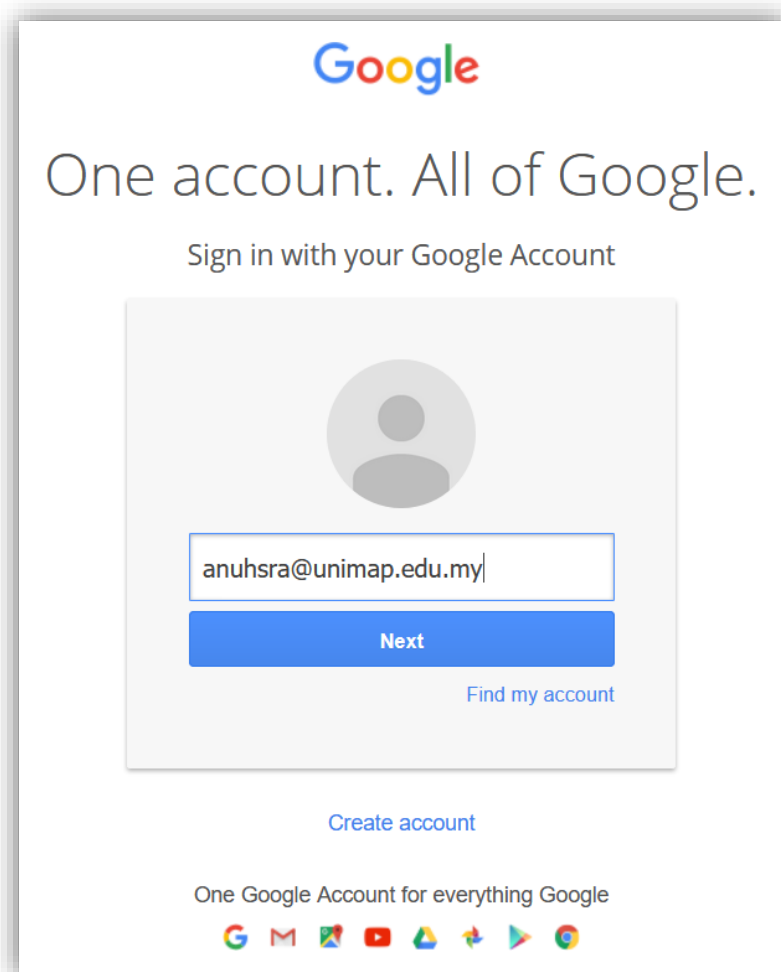 Google
One account. All of Google.
Sign in with your Google Account
anuhsra@unimap.edu.my
Next
Find my account
Create account
One Google Account for everything Google